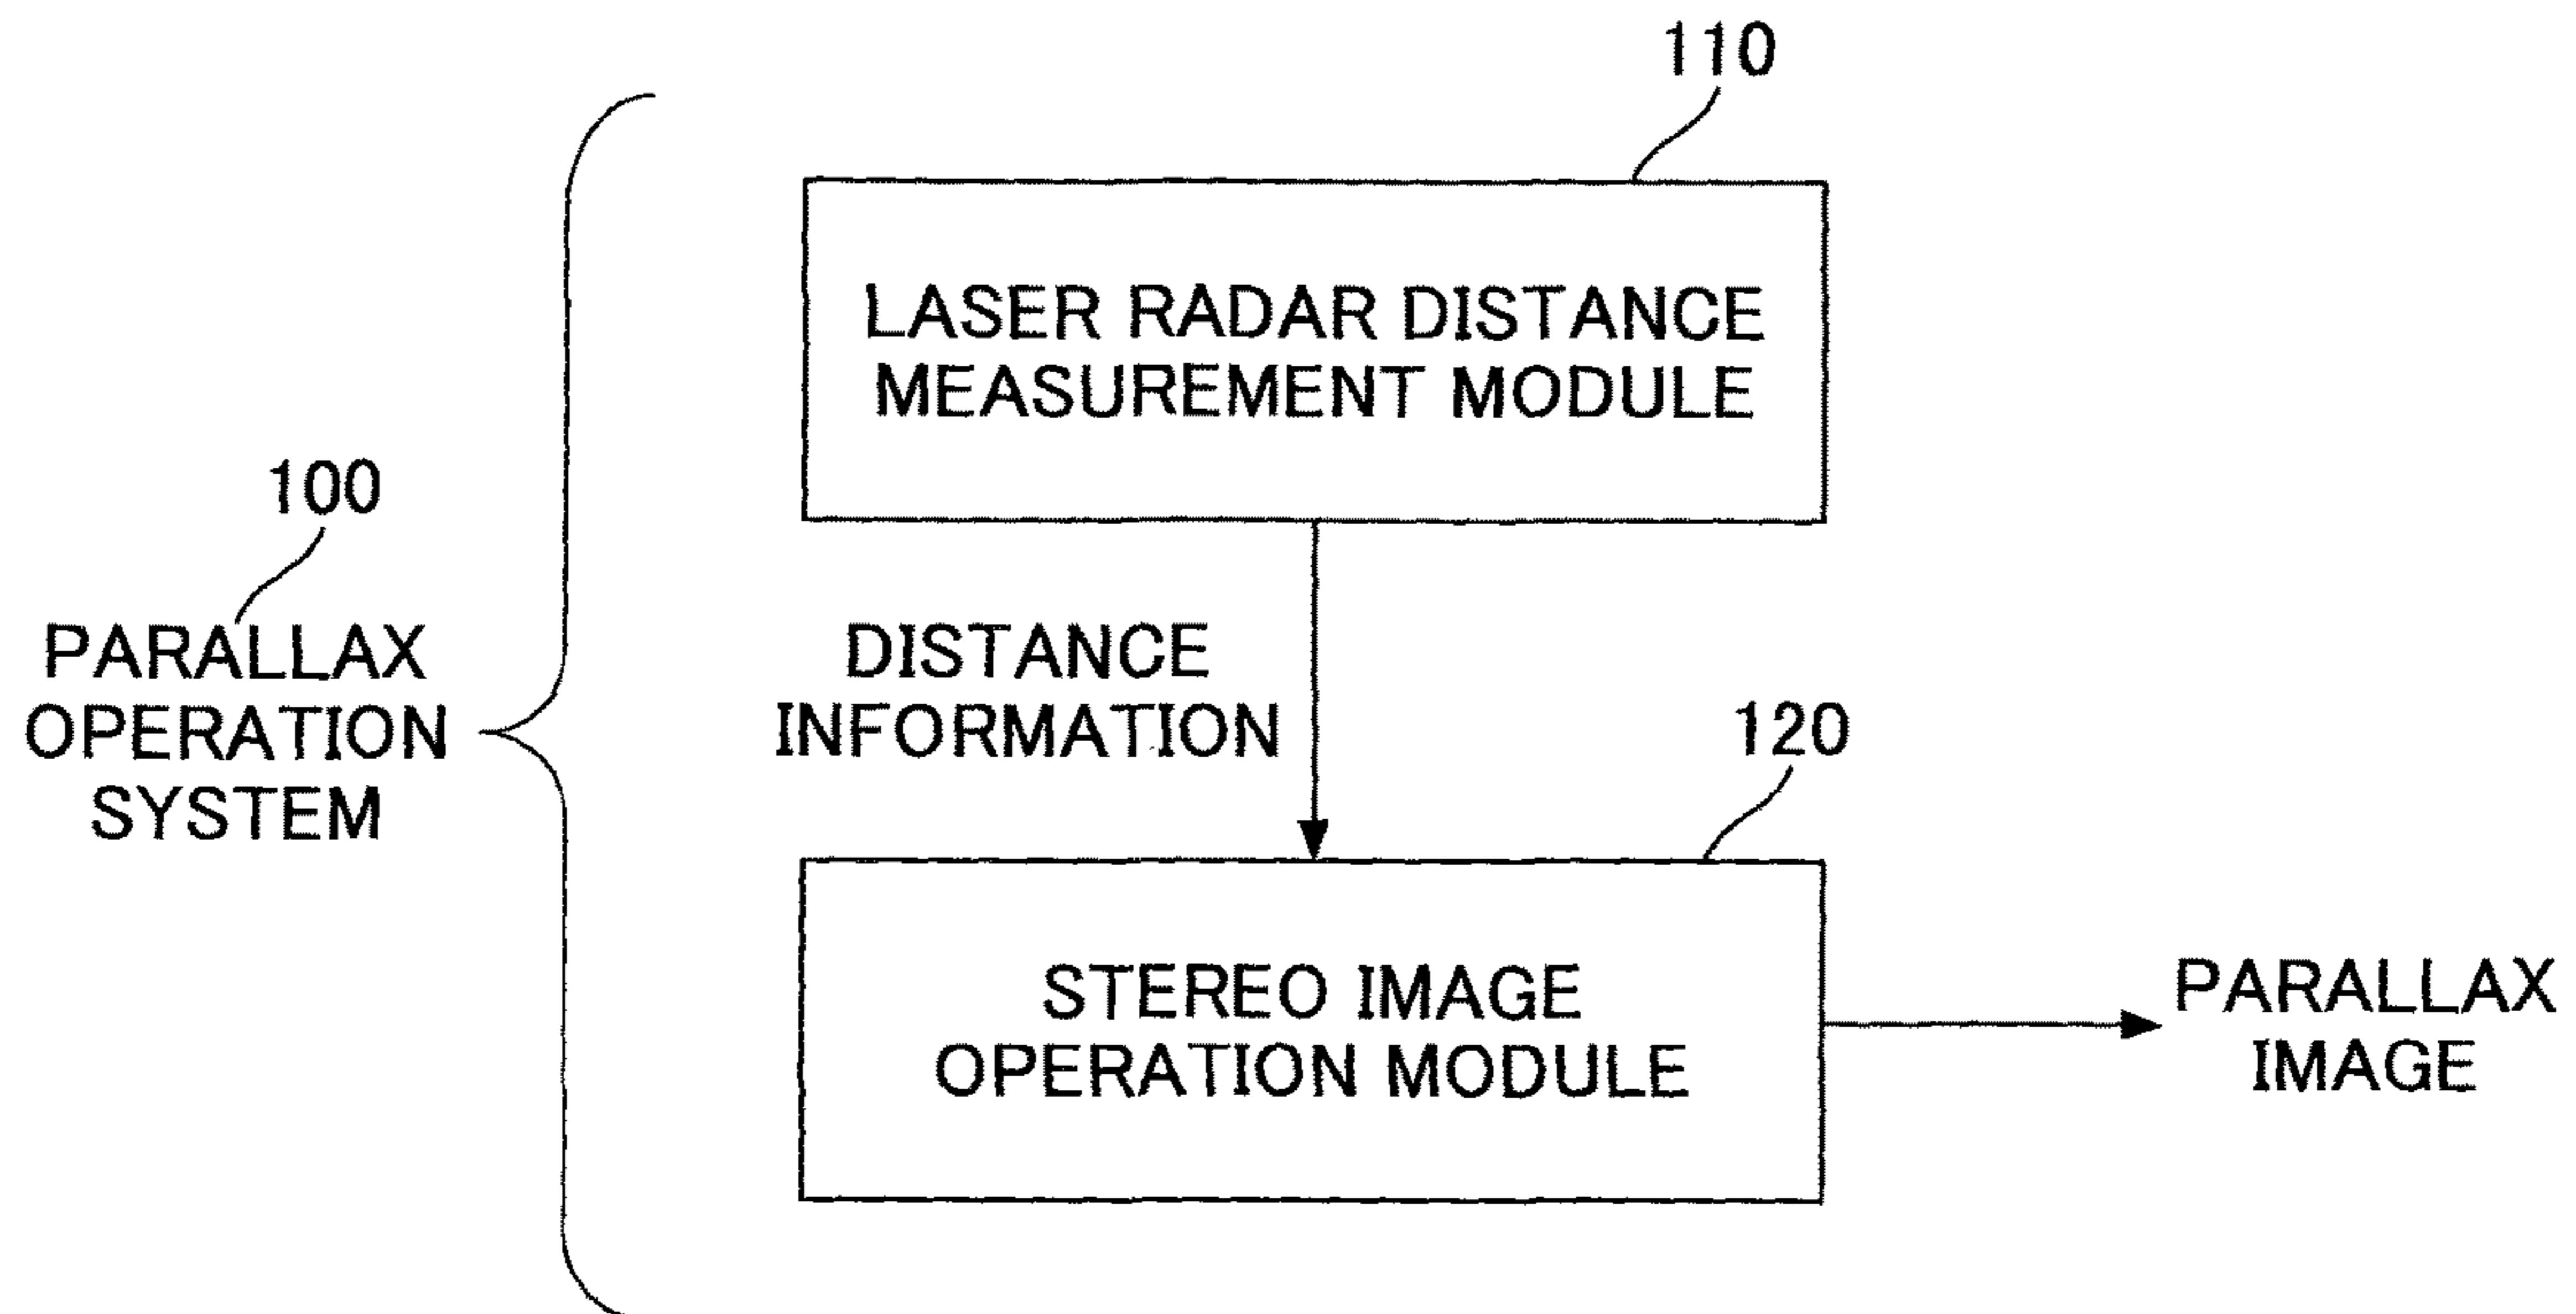 110
LASER RADAR DISTANCE
MEASUREMENT MODULE
100
PARALLAX
OPERATION
SYSTEM
DISTANCE
INFORMATION
120
STEREO IMAGE
OPERATION MODULE
PARALLAX
IMAGE